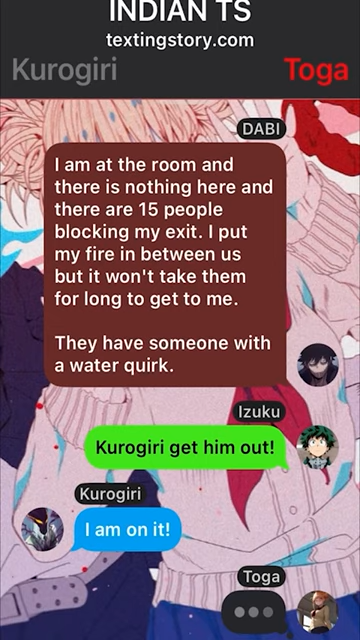 INDIAN TS
textingstory.com
Kurogiri Toga
DABI
I am at the room and
there is nothing here and
there are 15 people
blocking my exit. I put
my fire in between us
but it won't take them
for long to get to me.
They have someone with
a water quirk.
Izuku
Kurogiri get him out!
Kurogiri
I am on it!
Toga